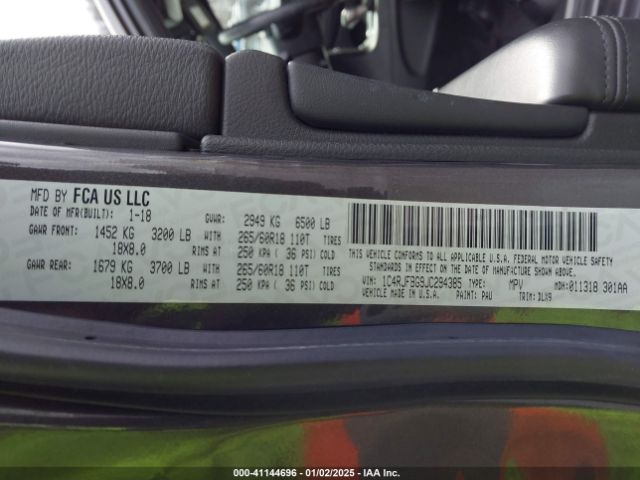 MFD BY FCA US LLC
DATE OF MFR(BUILT): 1-18 GVWR: 2949 KG 6500 LB
GAWR FRONT: 1452 KG 3200 LB WITH 265/60R18 110T TIRES
18X8.0 RIMS AT 250 KPA ( 36 PSI) COLD
GAWR REAR: 1679 KG 3700 LB WITH 265/60R18 110T TIRES
18X8.0 RIMS AT 250 KPA ( 36 PSI) COLD
THIS VEHICLE CONFORMS TO ALL APPLICABLE U.S.A. FEDERAL MOTOR VEHICLE SAFETY
STANDARDS IN EFFECT ON THE DATE OF MANUFACTURE SHOWN ABOVE.
VIN: 1C4RJFBG9JC294385 TYPE: MPV MDH: 011318 301AA
VEHICLE MADE IN U.S.A. PAINT: PAU TRIM: DLX9
000-41144696 - 01/02/2025 - IAA Inc.